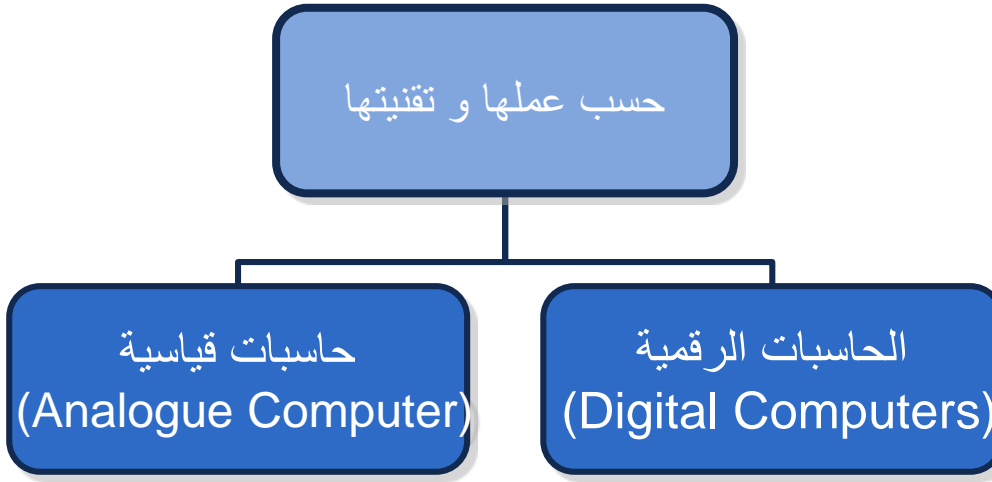 حسب عملها و تقنيتها
الحاسبات الرقمية
(Digital Computers)
حاسبات قياسية
(Analogue Computer)